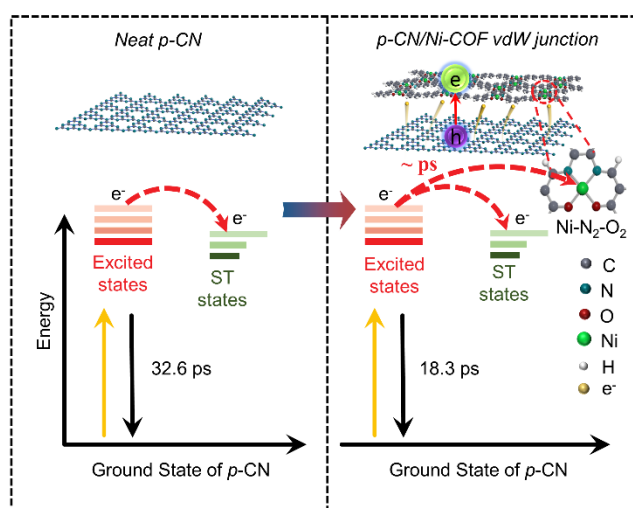 Neat p-CN
e-
e-
Excited
states
ST
states
32.6 ps
Energy
Ground State of p-CN
p-CN/Ni-COF vdW junction
e
h
~ ps
e-
e-
Excited
states
ST
states
18.3 ps
Ni-N₂-O₂
C
N
O
Ni
H
e-
Ground State of p-CN